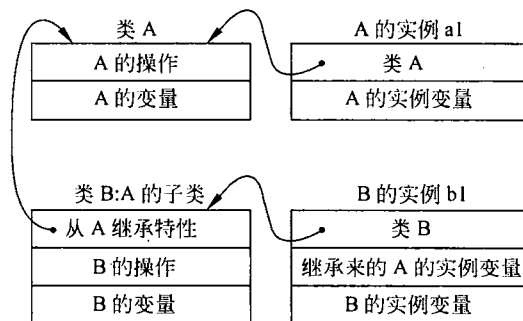 类 A
A 的操作
A 的变量
A 的实例 a1
类 A
A 的实例变量
类 B:A 的子类
从 A 继承特性
B 的操作
B 的变量
B 的实例 b1
类 B
继承来的 A 的实例变量
B 的实例变量